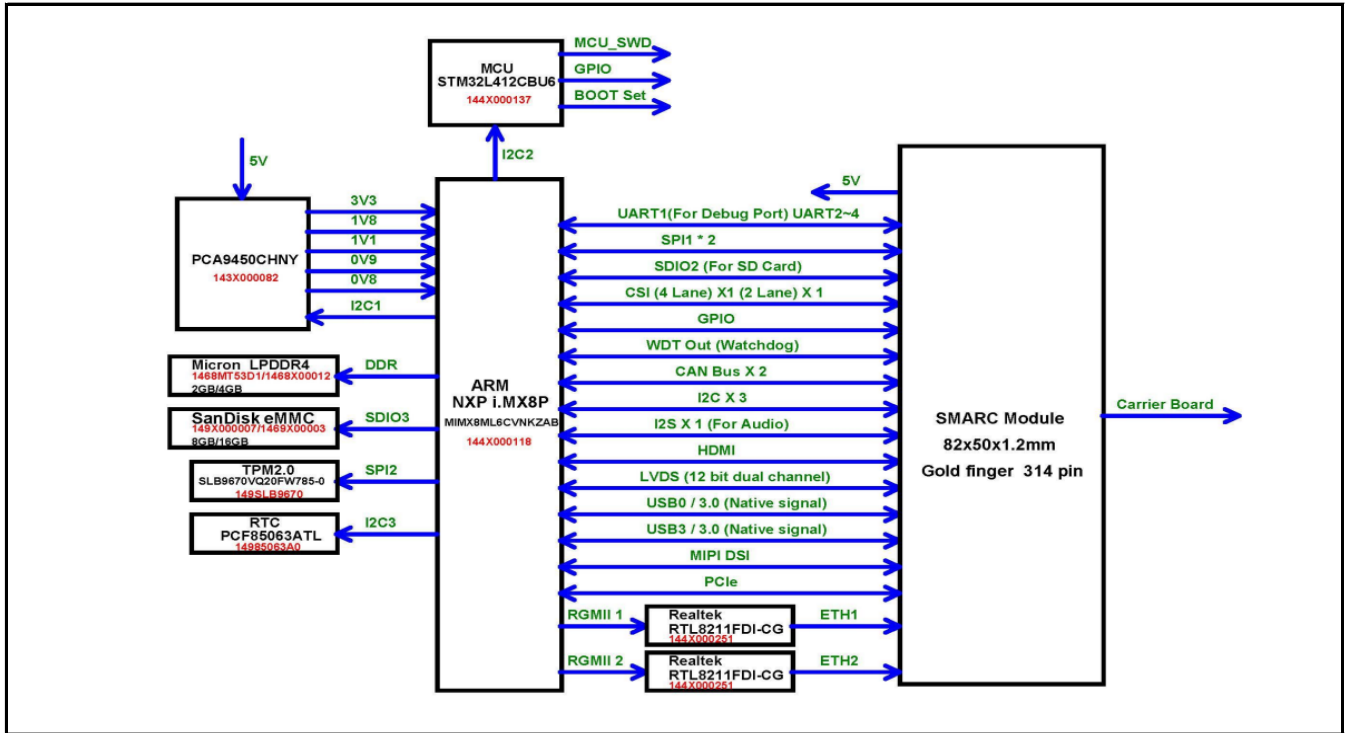 MCU_SWD
MCU
STM32L412CBU6
144X000137
GPIO
BOOT Set
I2C2
5V
3V3
1V8
1V1
0V9
0V8
I2C1
PCA9450CHNY
143X000082
Micron LPDDR4
1468MT53D1/1468X00012
2GB/4GB
DDR
SanDisk eMMC
149X000007/1469X00003
8GB/16GB
SDIO3
TPM2.0
SLB9670VQ20FW785-0
149SLB9670
SPI2
RTC
PCF85063ATL
14985063A0
I2C3
ARM
NXP i.MX8P
MIMX8ML6CVNKZAB
144X000118
5V
UART1(For Debug Port) UART2~4
SPI1 * 2
SDIO2 (For SD Card)
CSI (4 Lane) X1 (2 Lane) X 1
GPIO
WDT Out (Watchdog)
CAN Bus X 2
I2C X 3
I2S X 1 (For Audio)
HDMI
LVDS (12 bit dual channel)
USB0 / 3.0 (Native signal)
USB3 / 3.0 (Native signal)
MIPI DSI
PCIe
RGMII 1
Realtek
RTL8211FDI-CG
144X000251
ETH1
RGMII 2
Realtek
RTL8211FDI-CG
144X000251
ETH2
SMARC Module
82x50x1.2mm
Gold finger 314 pin
Carrier Board